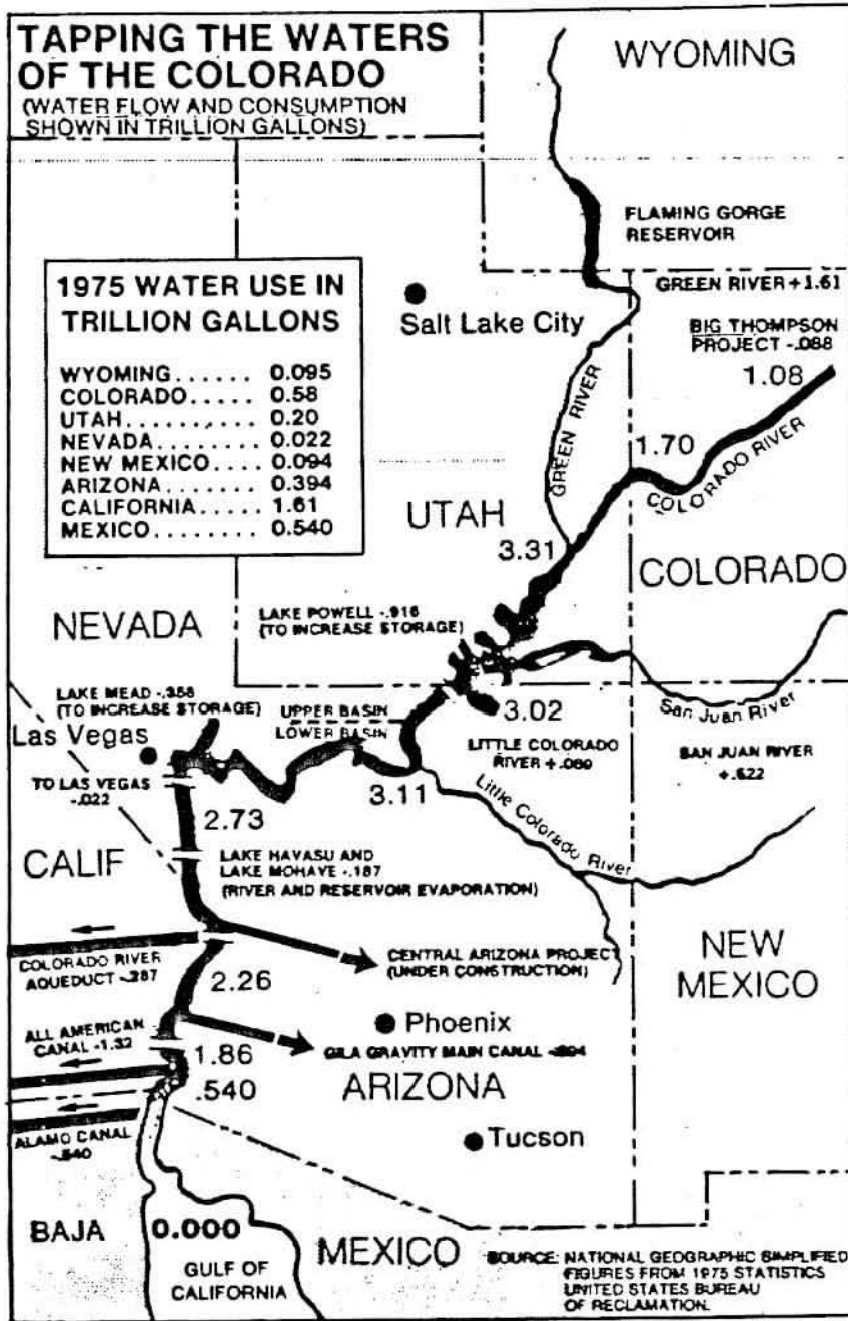 TAPPING THE WATERS
OF THE COLORADO
(WATER FLOW AND CONSUMPTION
SHOWN IN TRILLION GALLONS)
WYOMING
FLAMING GORGE
RESERVOIR
1975 WATER USE IN
TRILLION GALLONS
WYOMING...... 0.095
COLORADO..... 0.58
UTAH.......... 0.20
NEVADA........ 0.022
NEW MEXICO.... 0.094
ARIZONA....... 0.394
CALIFORNIA..... 1.61
MEXICO........ 0.540
Salt Lake City
GREEN RIVER +1.61
BIG THOMPSON
PROJECT -.088
1.08
GREEN RIVER
1.70
COLORADO RIVER
UTAH
3.31
COLORADO
NEVADA
LAKE POWELL -.916
(TO INCREASE STORAGE)
LAKE MEAD -.358
(TO INCREASE STORAGE)
UPPER BASIN
LOWER BASIN
3.02
San Juan River
Las Vegas
LITTLE COLORADO
RIVER +.089
SAN JUAN RIVER
+.622
TO LAS VEGAS
-.022
3.11
Little Colorado River
2.73
CALIF
LAKE HAVASU AND
LAKE MOHAVE -.187
(RIVER AND RESERVOIR EVAPORATION)
COLORADO RIVER
AQUEDUCT -.287
CENTRAL ARIZONA PROJECT
(UNDER CONSTRUCTION)
NEW
MEXICO
2.26
ALL AMERICAN
CANAL -1.32
Phoenix
1.86
GILA GRAVITY MAIN CANAL
.540
ARIZONA
ALAMO CANAL
-.540
Tucson
BAJA
0.000
MEXICO
GULF OF
CALIFORNIA
SOURCE: NATIONAL GEOGRAPHIC SIMPLIFIED
FIGURES FROM 1975 STATISTICS
UNITED STATES BUREAU
OF RECLAMATION.